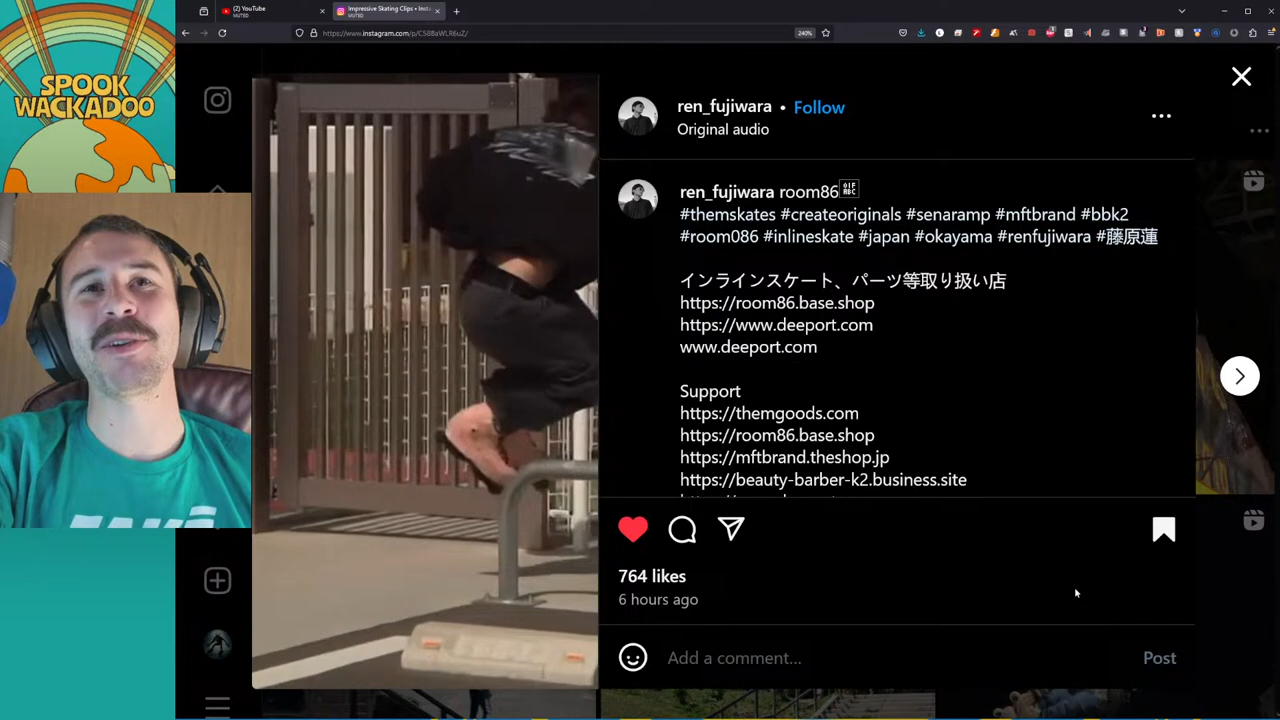 (2) YouTube
MUTED
Impressive Skating Clips • Insta
MUTED
https://www.instagram.com/p/C5BBaWLR6uZ/
240%
SPOOK
WACKADOO
ren_fujiwara • Follow
Original audio
ren_fujiwara room86
#themskates #createoriginals #senaramp #mftbrand #bbk2
#room086 #inlineskate #japan #okayama #renfujiwara #藤原蓮
インラインスケート、パーツ等取り扱い店
https://room86.base.shop
https://www.deeport.com
www.deeport.com
Support
https://themgoods.com
https://room86.base.shop
https://mftbrand.theshop.jp
https://beauty-barber-k2.business.site
764 likes
6 hours ago
Add a comment…
Post